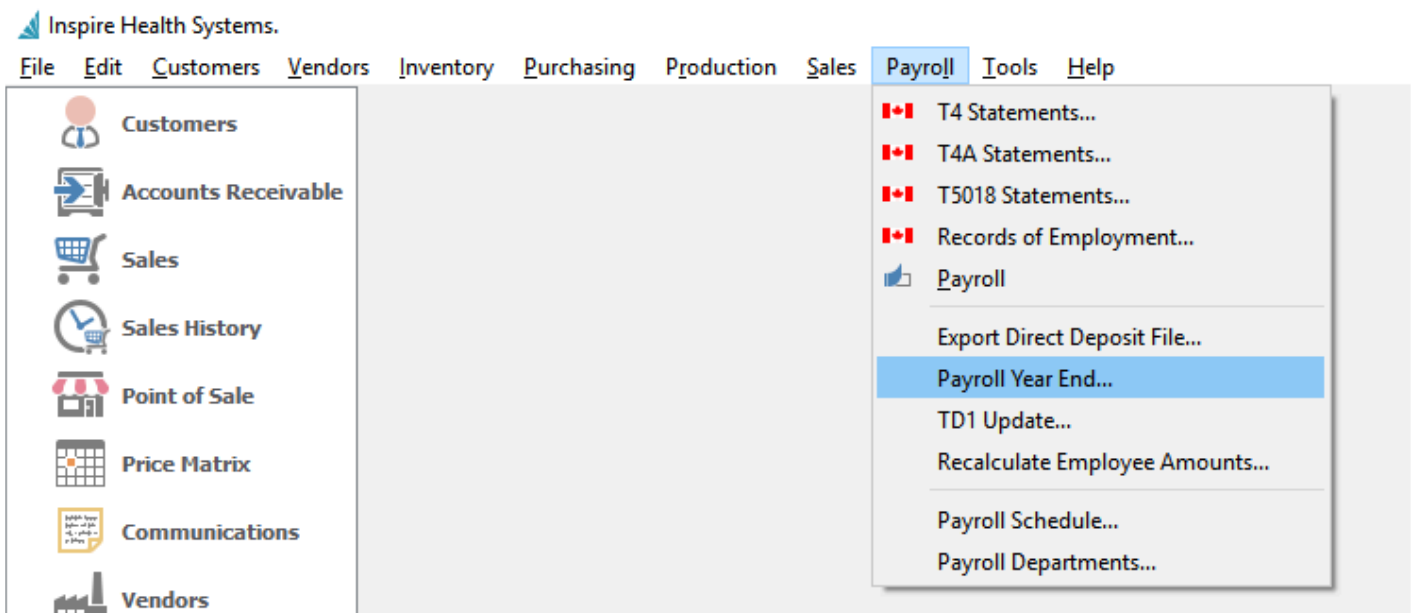 Inspire Health Systems.
File Edit Customers Vendors Inventory Purchasing Production Sales Payroll Tools Help
Customers
Accounts Receivable
Sales
Sales History
Point of Sale
Price Matrix
Communications
Vendors
T4 Statements...
T4A Statements...
T5018 Statements...
Records of Employment...
Payroll
Export Direct Deposit File...
Payroll Year End...
TD1 Update...
Recalculate Employee Amounts...
Payroll Schedule...
Payroll Departments...